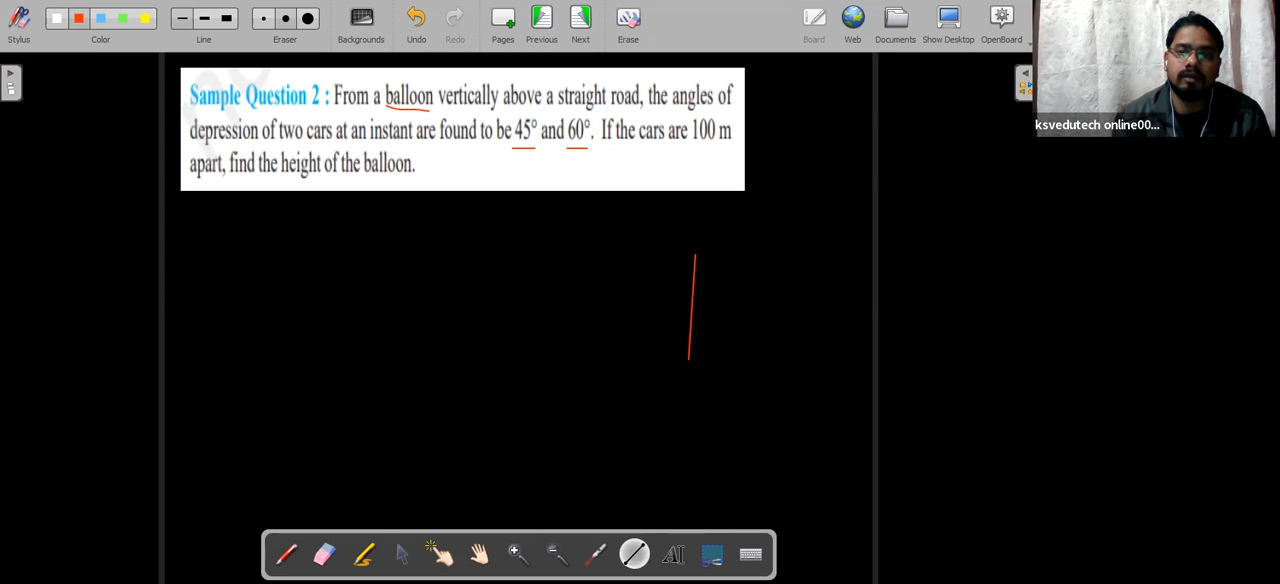 Color
Line
Eraser
Stylus
Backgrounds
Undo
Redo
Pages
Previous
Next
Erase
Board
Web
Documents
Show Desktop
OpenBoard
ksvedutech online00...
Sample Question 2 : From a balloon vertically above a straight road, the angles of
depression of two cars at an instant are found to be 45° and 60°. If the cars are 100 m
apart, find the height of the balloon.
AI